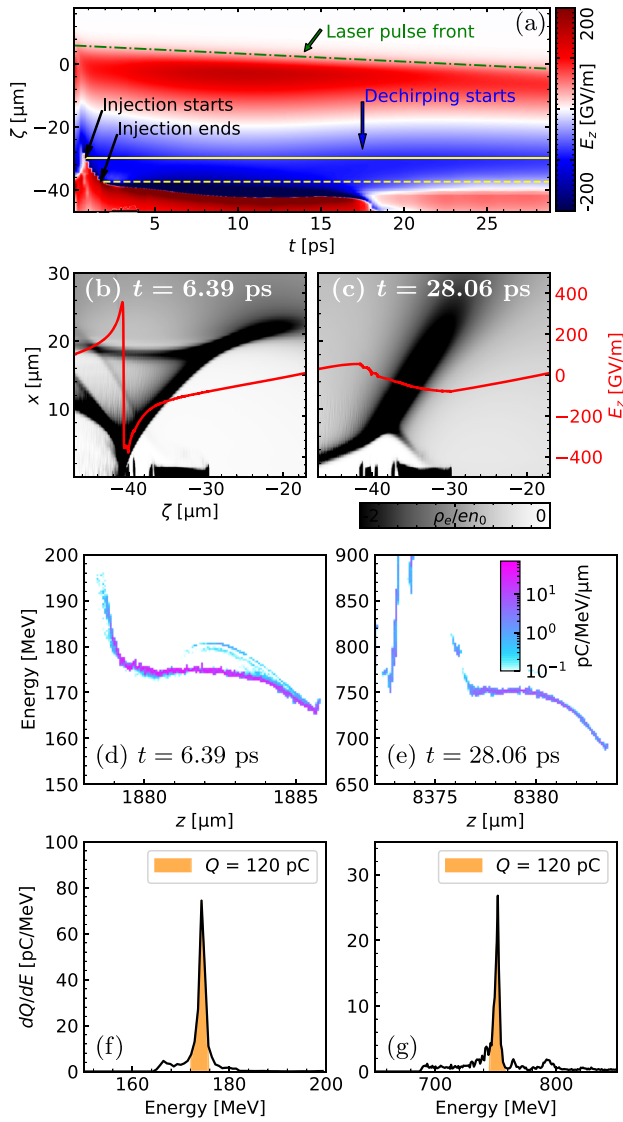 (a)
Laser pulse front
Injection starts
Injection ends
Dechirping starts
ζ [μm]
0
−20
−40
5 10 15 20 25
t [ps]
200
0
-200
E_z [GV/m]
(b) t = 6.39 ps
(c) t = 28.06 ps
x [μm]
30
20
10
−40 −30 −20
−40 −30 −20
ζ [μm]
400
200
0
−200
−400
E_z [GV/m]
-2 ρ_e/en_0 0
Energy [MeV]
200
190
180
170
160
150
(d) t = 6.39 ps
1880 1885
z [μm]
900
850
800
750
700
650
(e) t = 28.06 ps
8375 8380
z [μm]
10^1
10^0
10^−1
pC/MeV/μm
dQ/dE [pC/MeV]
100
80
60
40
20
0
Q = 120 pC
(f)
160 180 200
Energy [MeV]
30
20
10
0
Q = 120 pC
(g)
700 800
Energy [MeV]